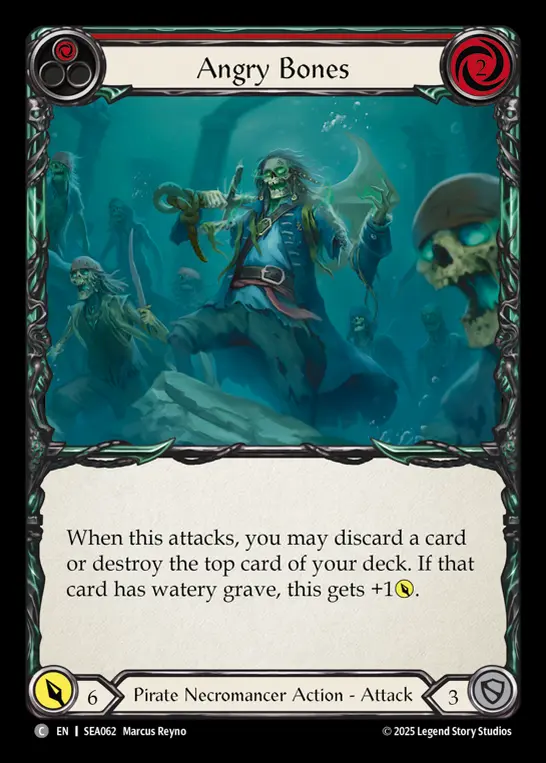 Angry Bones
2
When this attacks, you may discard a card
or destroy the top card of your deck. If that
card has watery grave, this gets +1.
6
Pirate Necromancer Action - Attack
3
C EN SEA062 Marcus Reyno
© 2025 Legend Story Studios